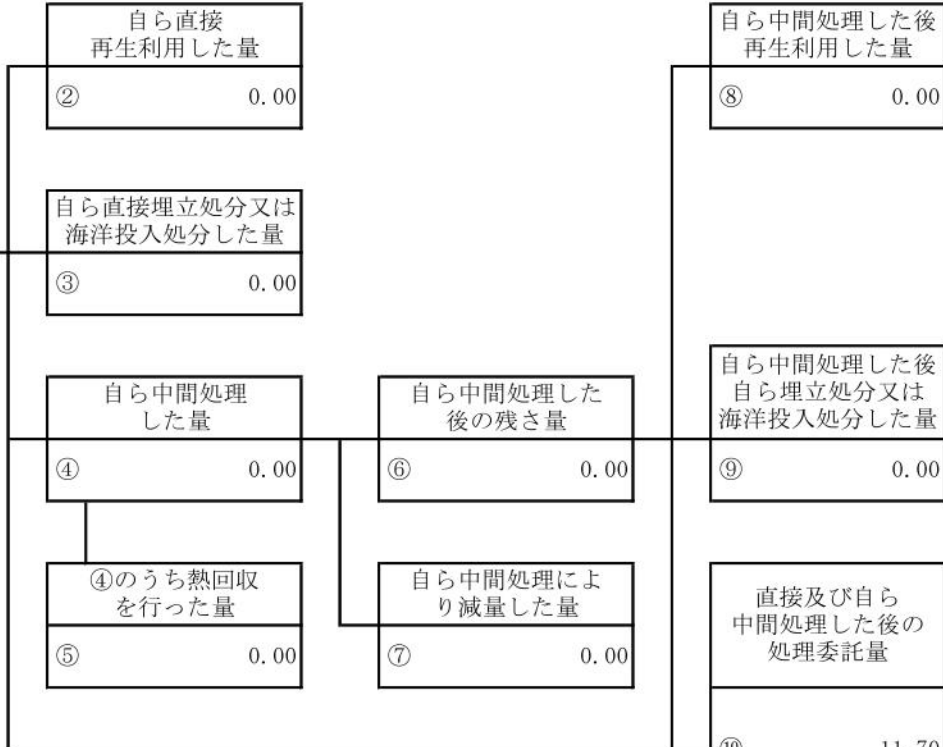 自ら直接
再生利用した量
② 0.00
自ら直接埋立処分又は
海洋投入処分した量
③ 0.00
自ら中間処理
した量
④ 0.00
④のうち熱回収
を行った量
⑤ 0.00
自ら中間処理した
後の残さ量
⑥ 0.00
自ら中間処理によ
り減量した量
⑦ 0.00
自ら中間処理した後
再生利用した量
⑧ 0.00
自ら中間処理した後
自ら埋立処分又は
海洋投入処分した量
⑨ 0.00
直接及び自ら
中間処理した後の
処理委託量
⑩ 11.70